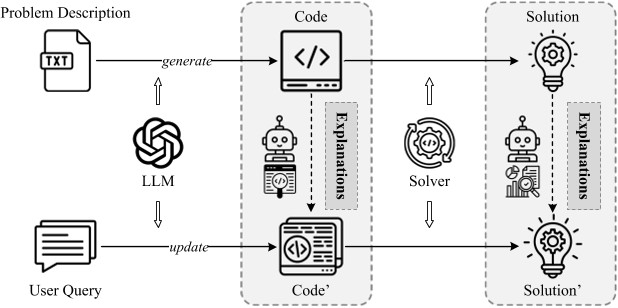 Problem Description
Code
Solution
TXT
generate
</>
Explanations
Explanations
</>
LLM
</>
Solver
</>
update
</>
User Query
Code’
Solution’